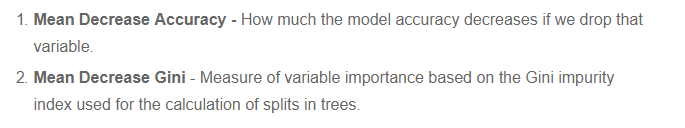 1. Mean Decrease Accuracy - How much the model accuracy decreases if we drop that
variable.
2. Mean Decrease Gini - Measure of variable importance based on the Gini impurity
index used for the calculation of splits in trees.